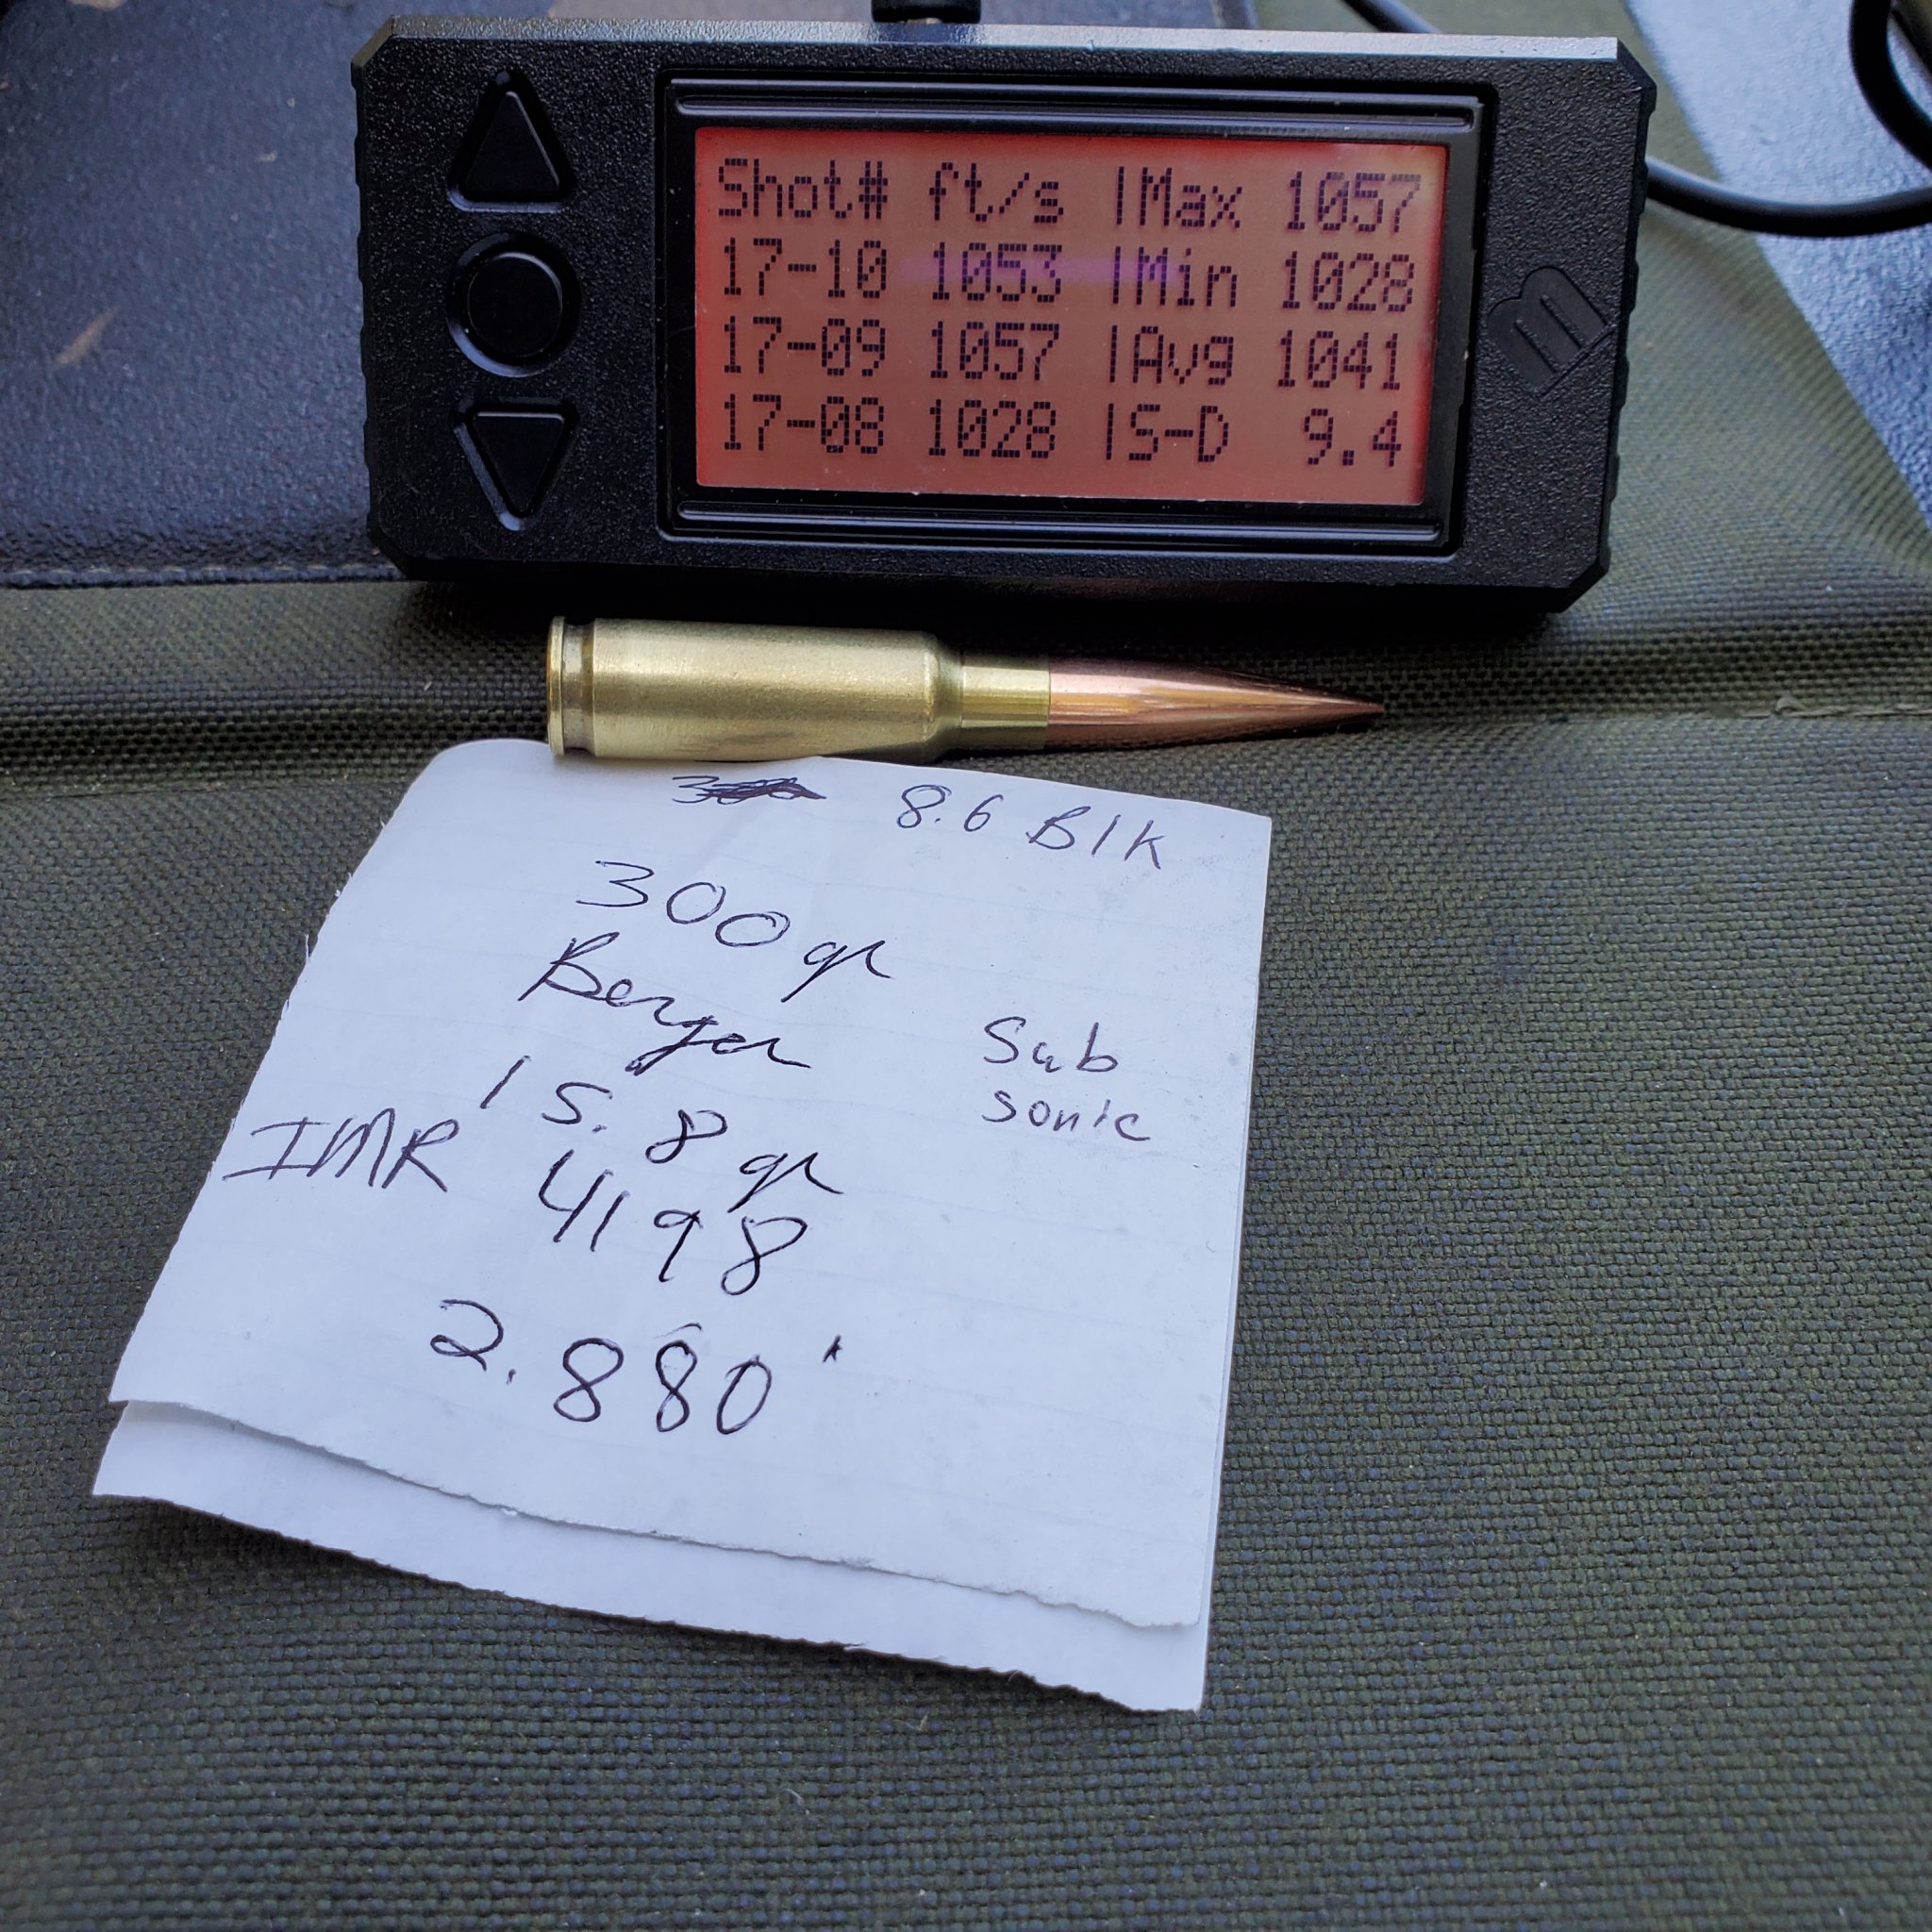 Shot# ft/s |Max 1057
17-10 1053 |Min 1028
17-09 1057 |Avg 1041
17-08 1028 |S-D 9.4
8.6 Blk
300 gr
Berger
Sub
sonic
15.8 gr
IMR 4198
2.880'